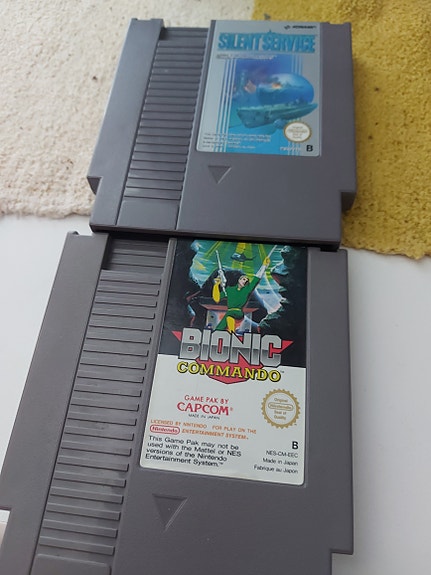 KONAMI
SILENT SERVICE
B
BIONIC
COMMANDO
GAME PAK BY
CAPCOM
MADE IN JAPAN
LICENSED BY NINTENDO FOR PLAY ON THE
Nintendo ENTERTAINMENT SYSTEM
This Game Pak may not be
used with the Mattel or NES
versions of the Nintendo
Entertainment System.™
Original
Nintendo
Seal of
Quality
B
NES-CM-EEC
Made in Japan
Fabriqué au Japon